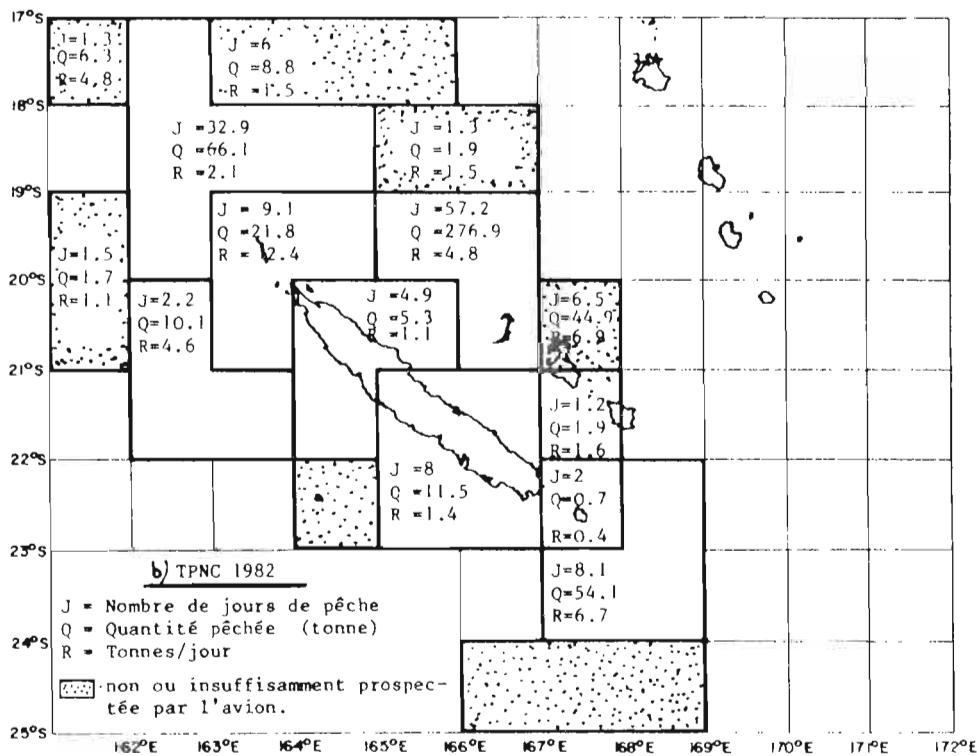 17°S
J=1.3
Q=6.3
R=4.8
J =6
Q =8.8
R =1.5
18°S
J =32.9
Q =66.1
R =2.1
J =1.3
Q =1.9
R =1.5
19°S
J = 9.1
Q =21.8
R = 2.4
J =57.2
Q =276.9
R =4.8
J=1.5
Q=1.7
R=1.1
20°S
J=2.2
Q=10.1
R=4.6
J =4.9
Q =5.3
R =1.1
J=6.5
Q=44.9
R=6.9
21°S
J=1.2
Q=1.9
R=1.6
22°S
J =8
Q =11.5
R =1.4
J=2
Q=0.7
R=0.4
23°S
b) TPNC 1982
J = Nombre de jours de pêche
Q = Quantité pêchée (tonne)
R = Tonnes/jour
J=8.1
Q=54.1
R=6.7
24°S
non ou insuffisamment prospec-
tée par l'avion.
25°S
162°E 163°E 164°E 165°E 166°E 167°E 168°E 169°E 170°E 171°E 172°E